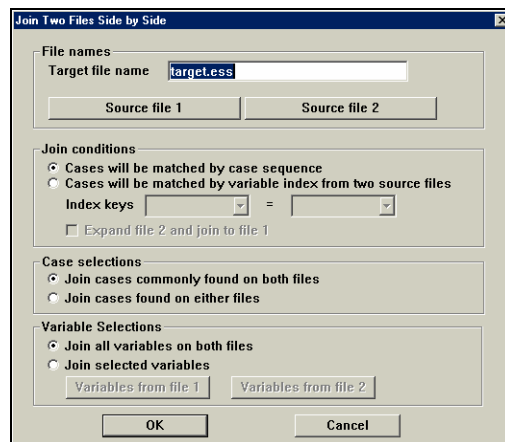 Join Two Files Side by Side
File names
Target file name target.ess
Source file 1 Source file 2
Join conditions
Cases will be matched by case sequence
Cases will be matched by variable index from two source files
Index keys =
Expand file 2 and join to file 1
Case selections
Join cases commonly found on both files
Join cases found on either files
Variable Selections
Join all variables on both files
Join selected variables
Variables from file 1 Variables from file 2
OK Cancel